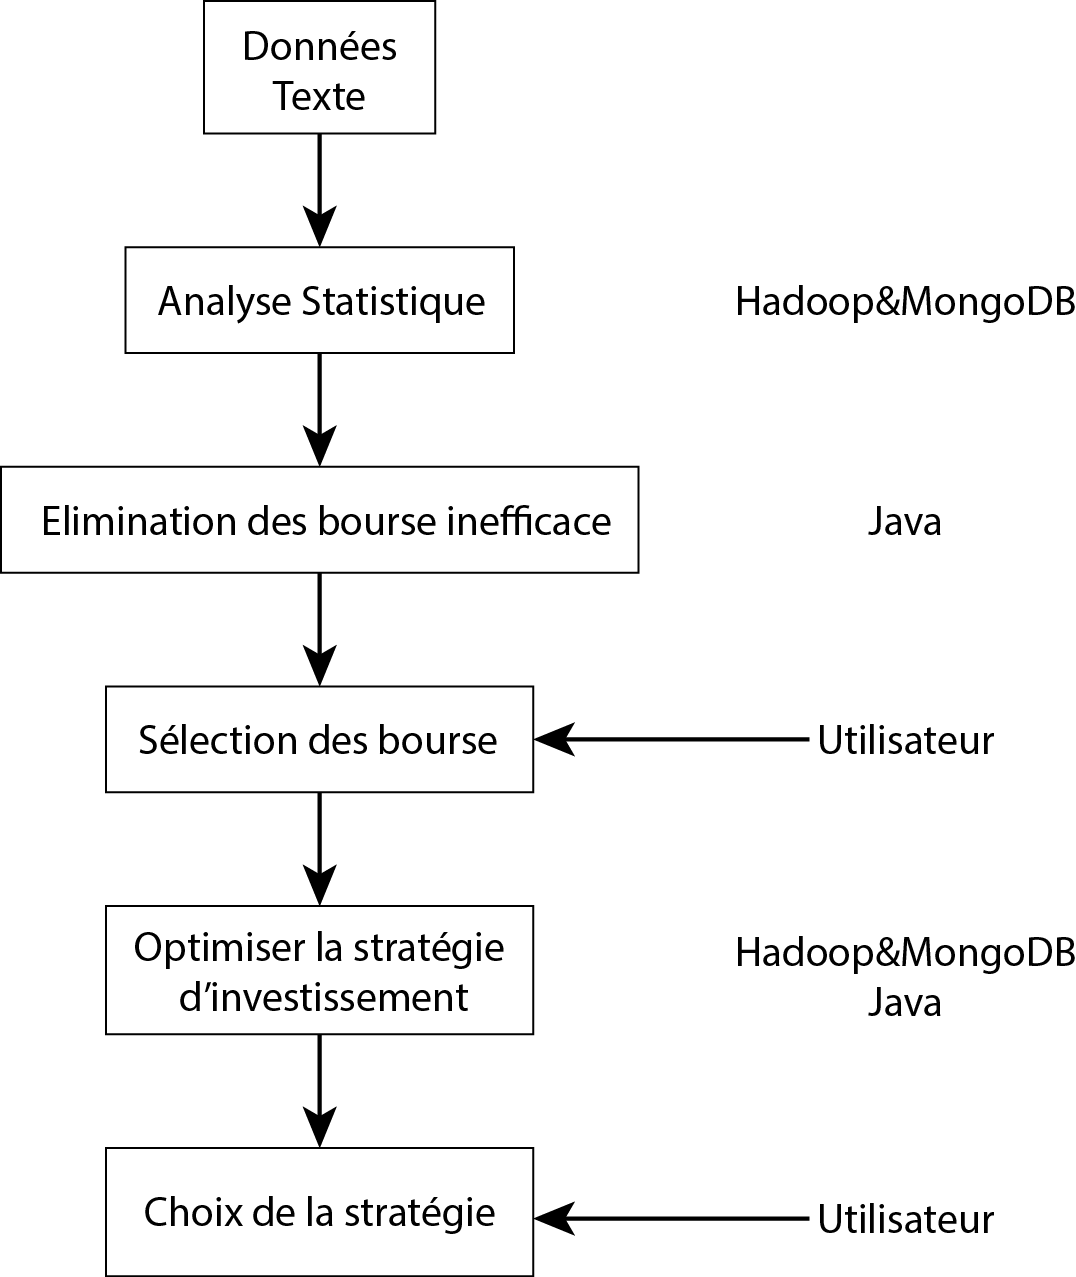 Données
Texte
Analyse Statistique
Hadoop&MongoDB
Elimination des bourse inefficace
Java
Sélection des bourse
Utilisateur
Optimiser la stratégie
d’investissement
Hadoop&MongoDB
Java
Choix de la stratégie
Utilisateur